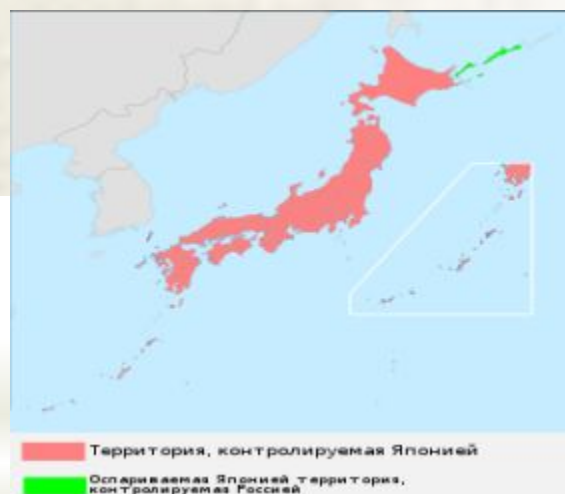 Территория, контролируемая Японией
Оспариваемая Японией территория,
контролируемая Россией